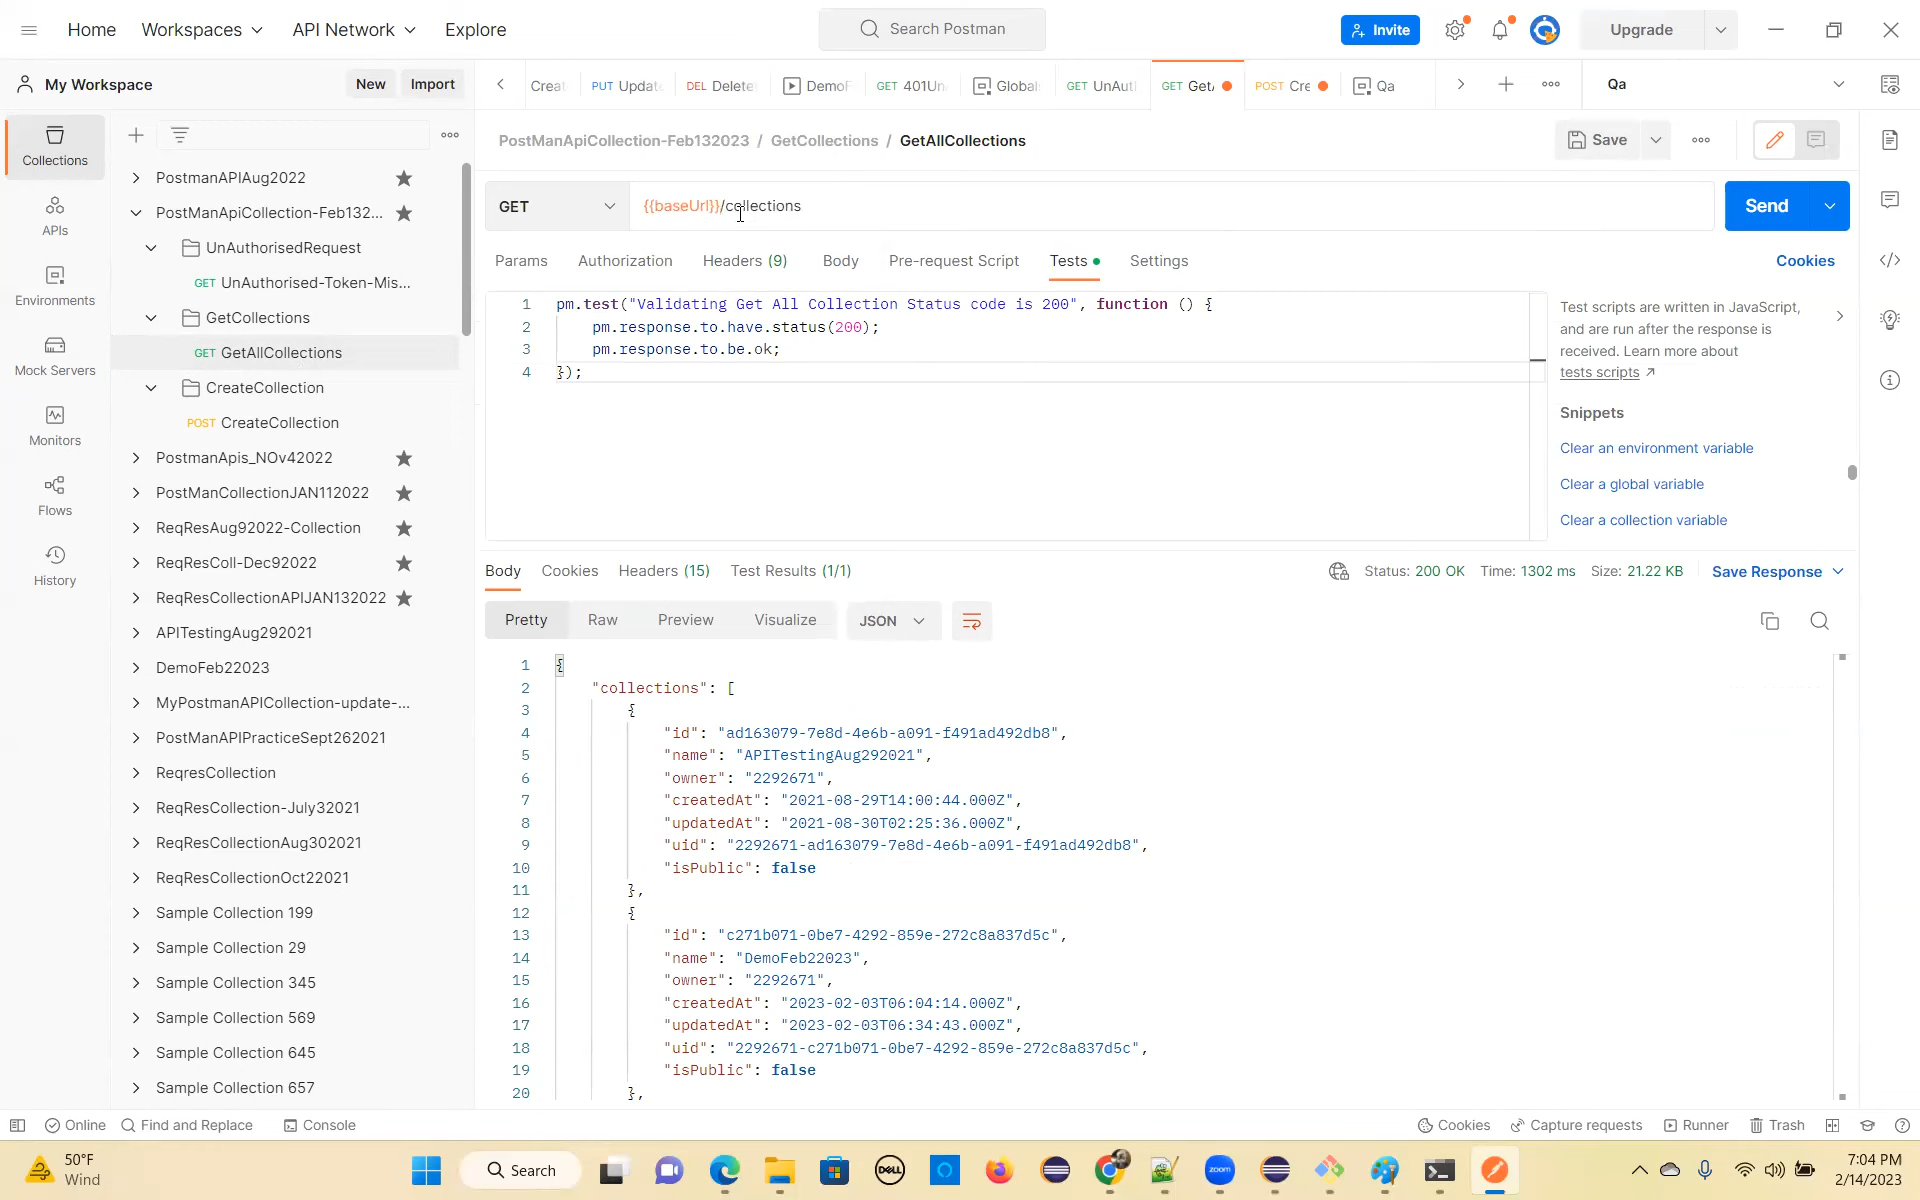 Home Workspaces API Network Explore Search Postman Invite Upgrade
My Workspace New Import Creat PUT Update DEL Delete DemoF GET 401Un GET UnAut GET GetA POST Cre Qa Qa
Collections
APIs
Environments
Mock Servers
Monitors
Flows
History
PostmanAPIAug2022
PostManApiCollection-Feb132...
UnAuthorisedRequest
GET UnAuthorised-Token-Mis...
GetCollections
GET GetAllCollections
CreateCollection
POST CreateCollection
PostmanApis_NOv42022
PostManCollectionJAN112022
ReqResAug92022-Collection
ReqResColl-Dec92022
ReqResCollectionAPIJAN132022
APITestingAug292021
DemoFeb22023
MyPostmanAPICollection-update-...
PostManAPIPracticeSept262021
ReqresCollection
ReqResCollection-July32021
ReqResCollectionAug302021
ReqResCollectionOct22021
Sample Collection 199
Sample Collection 29
Sample Collection 345
Sample Collection 569
Sample Collection 645
Sample Collection 657
PostManApiCollection-Feb132023 / GetCollections / GetAllCollections Save
GET {{baseUrl}}/collections Send
Params Authorization Headers (9) Body Pre-request Script Tests Settings Cookies
1 pm.test("Validating Get All Collection Status code is 200", function () {
2 pm.response.to.have.status(200);
3 pm.response.to.be.ok;
4 });
Test scripts are written in JavaScript,
and are run after the response is
received. Learn more about
tests scripts ↗
Snippets
Clear an environment variable
Clear a global variable
Clear a collection variable
Body Cookies Headers (15) Test Results (1/1) Status: 200 OK Time: 1302 ms Size: 21.22 KB Save Response
Pretty Raw Preview Visualize JSON
1 {
2 "collections": [
3 {
4 "id": "ad163079-7e8d-4e6b-a091-f491ad492db8",
5 "name": "APITestingAug292021",
6 "owner": "2292671",
7 "createdAt": "2021-08-29T14:00:44.000Z",
8 "updatedAt": "2021-08-30T02:25:36.000Z",
9 "uid": "2292671-ad163079-7e8d-4e6b-a091-f491ad492db8",
10 "isPublic": false
11 },
12 {
13 "id": "c271b071-0be7-4292-859e-272c8a837d5c",
14 "name": "DemoFeb22023",
15 "owner": "2292671",
16 "createdAt": "2023-02-03T06:04:14.000Z",
17 "updatedAt": "2023-02-03T06:34:43.000Z",
18 "uid": "2292671-c271b071-0be7-4292-859e-272c8a837d5c",
19 "isPublic": false
20 },
Online Find and Replace Console Cookies Capture requests Runner Trash
50°F
Wind
Search
DELL
zoom
7:04 PM
2/14/2023